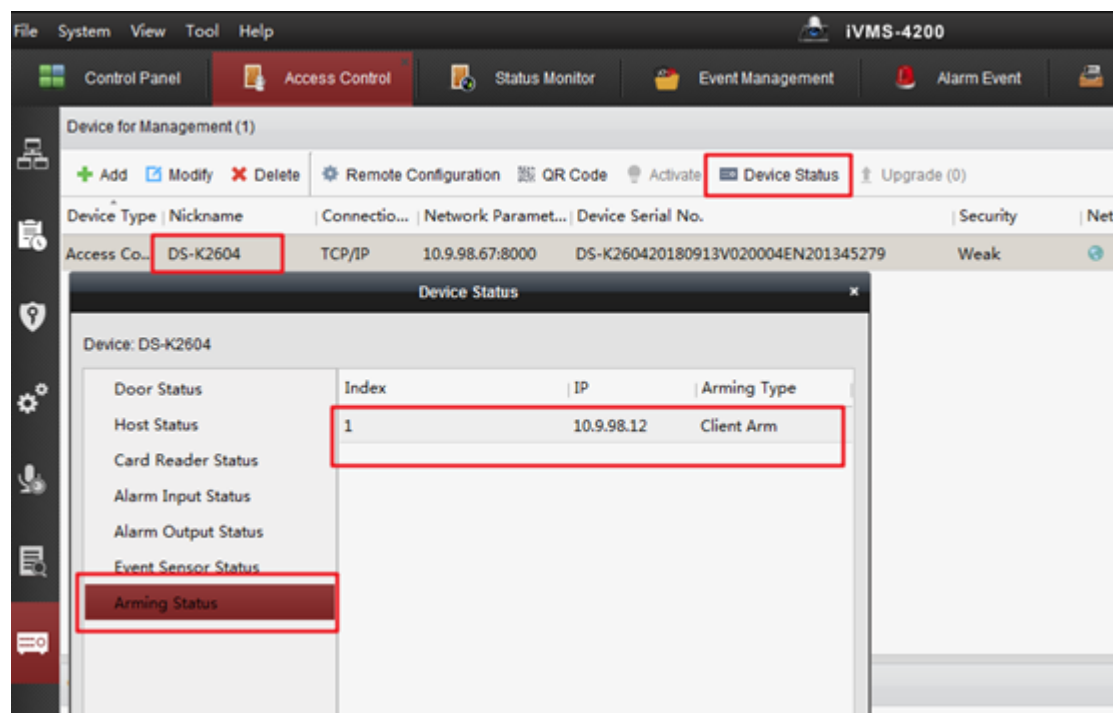 File System View Tool Help iVMS-4200
Control Panel Access Control Status Monitor Event Management Alarm Event
Device for Management (1)
Add Modify Delete Remote Configuration QR Code Activate Device Status Upgrade (0)
Device Type Nickname Connectio... Network Paramet... Device Serial No. Security Net
Access Co... DS-K2604 TCP/IP 10.9.98.67:8000 DS-K260420180913V020004EN201345279 Weak
Device Status ×
Device: DS-K2604
Door Status Index IP Arming Type
Host Status 1 10.9.98.12 Client Arm
Card Reader Status
Alarm Input Status
Alarm Output Status
Event Sensor Status
Arming Status